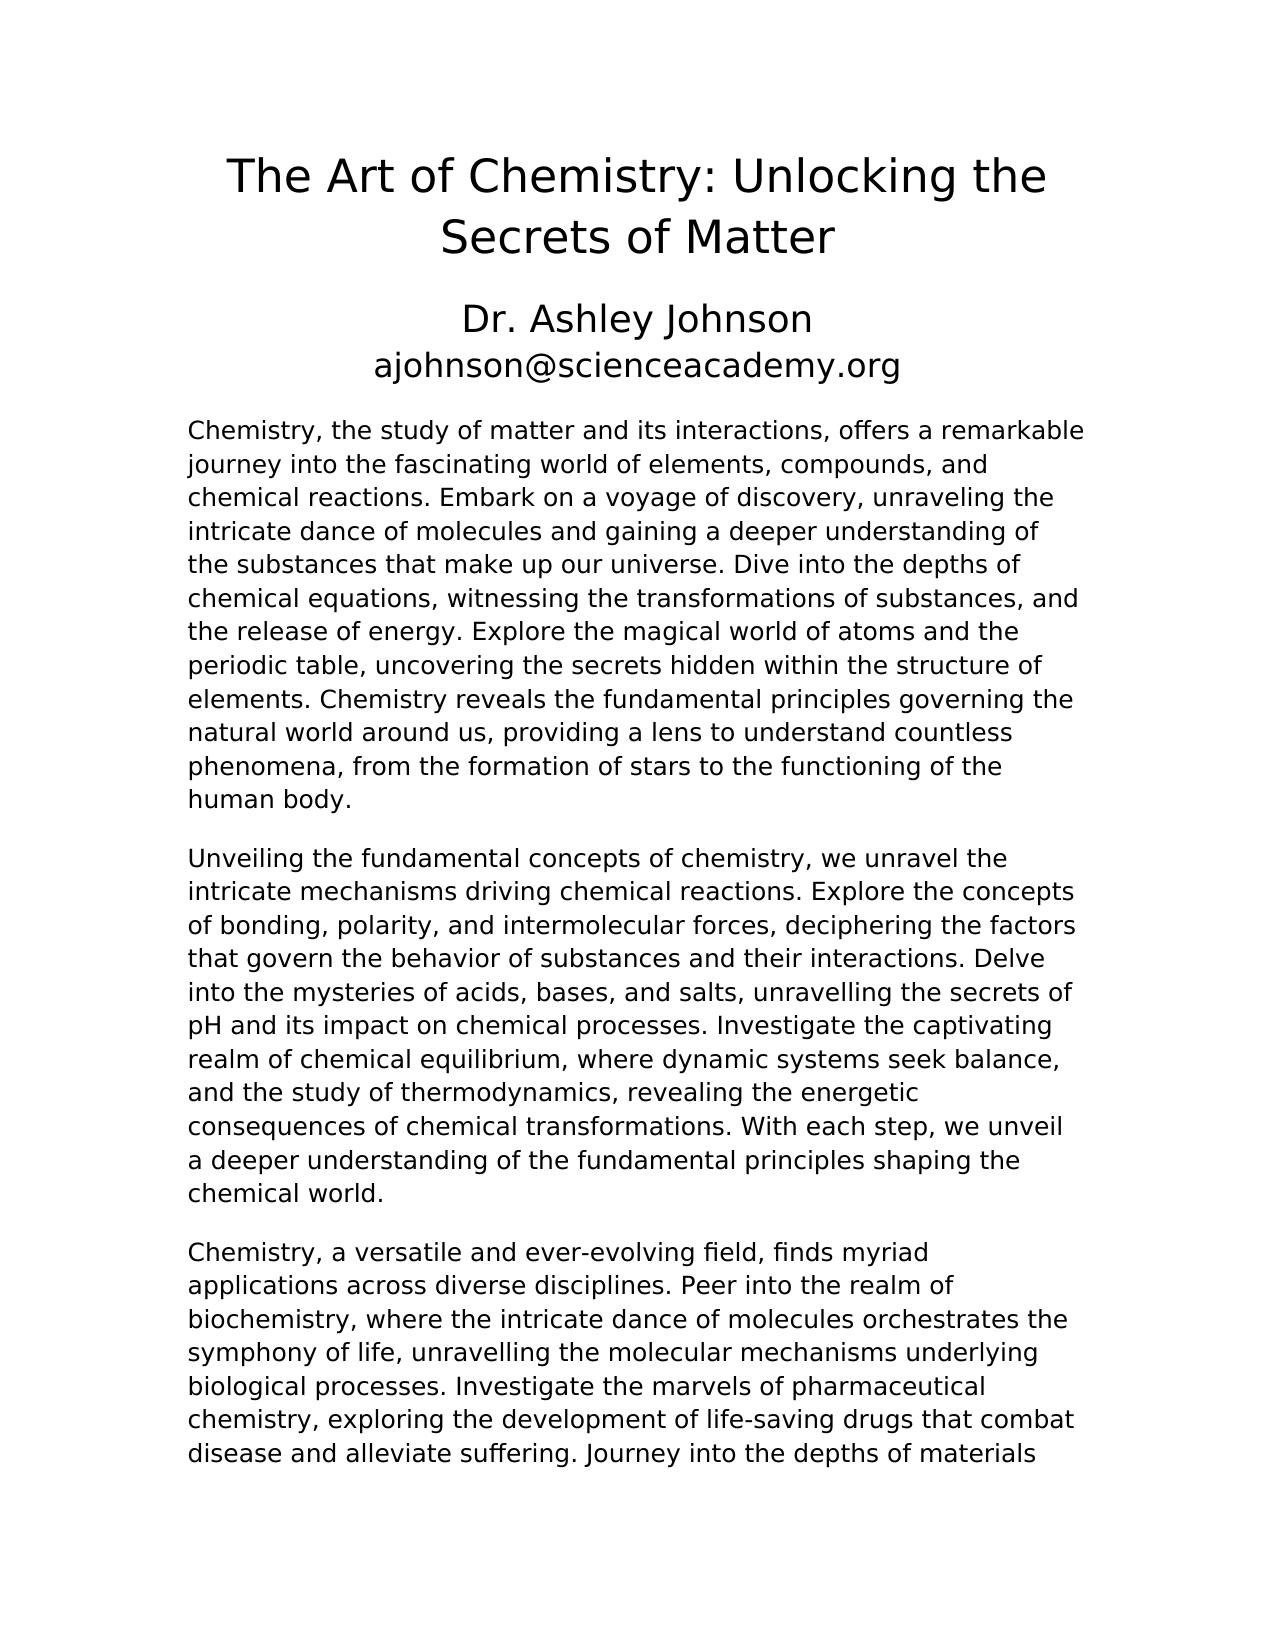 The Art of Chemistry: Unlocking the
Secrets of Matter
Dr. Ashley Johnson
ajohnson@scienceacademy.org
Chemistry, the study of matter and its interactions, offers a remarkable
journey into the fascinating world of elements, compounds, and
chemical reactions. Embark on a voyage of discovery, unraveling the
intricate dance of molecules and gaining a deeper understanding of
the substances that make up our universe. Dive into the depths of
chemical equations, witnessing the transformations of substances, and
the release of energy. Explore the magical world of atoms and the
periodic table, uncovering the secrets hidden within the structure of
elements. Chemistry reveals the fundamental principles governing the
natural world around us, providing a lens to understand countless
phenomena, from the formation of stars to the functioning of the
human body.
Unveiling the fundamental concepts of chemistry, we unravel the
intricate mechanisms driving chemical reactions. Explore the concepts
of bonding, polarity, and intermolecular forces, deciphering the factors
that govern the behavior of substances and their interactions. Delve
into the mysteries of acids, bases, and salts, unravelling the secrets of
pH and its impact on chemical processes. Investigate the captivating
realm of chemical equilibrium, where dynamic systems seek balance,
and the study of thermodynamics, revealing the energetic
consequences of chemical transformations. With each step, we unveil
a deeper understanding of the fundamental principles shaping the
chemical world.
Chemistry, a versatile and ever-evolving field, finds myriad
applications across diverse disciplines. Peer into the realm of
biochemistry, where the intricate dance of molecules orchestrates the
symphony of life, unravelling the molecular mechanisms underlying
biological processes. Investigate the marvels of pharmaceutical
chemistry, exploring the development of life-saving drugs that combat
disease and alleviate suffering. Journey into the depths of materials